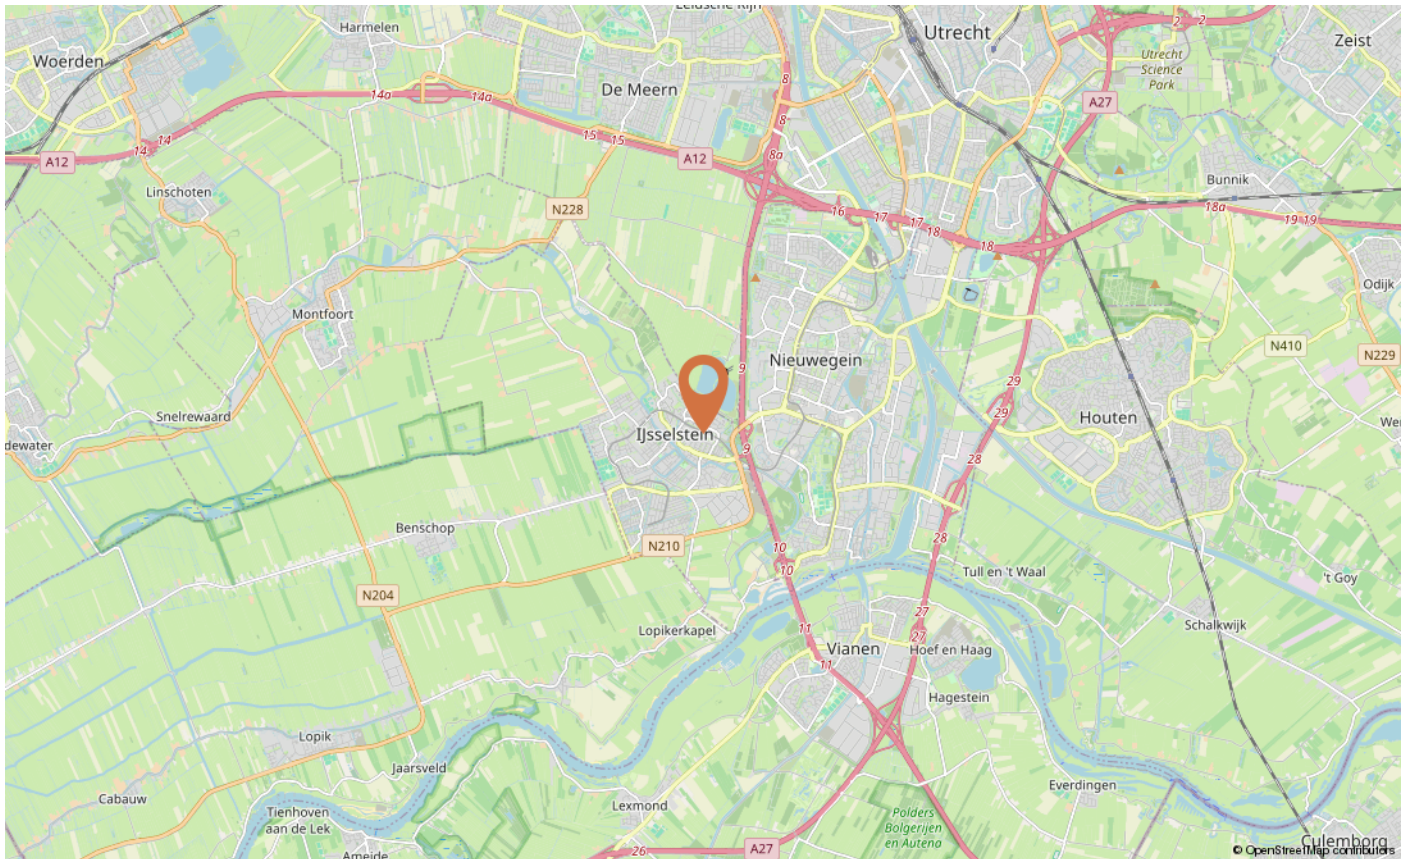 Leidsche Rijn
Harmelen
Utrecht
2
2
Zeist
Woerden
Utrecht
Science
Park
8
De Meern
14a
14a
A27
8
14
15
15
14
8a
A12
A12
Linschoten
Bunnik
N228
16
17
17
18
18a
19
19
18
Odijk
Montfoort
N410
N229
Nieuwegein
9
29
29
Snelrewaard
Houten
IJsselstein
dewater
9
28
Benschop
28
N210
10
10
Tull en 't Waal
't Goy
N204
27
Schalkwijk
Lopikerkapel
11
27
Vianen
Hoef en Haag
11
Hagestein
Lopik
Jaarsveld
Everdingen
Cabauw
Lexmond
Tienhoven
aan de Lek
Polders
Bolgerijen
en Autena
Culemborg
26
A27
Ameide
© OpenStreetMap contributors